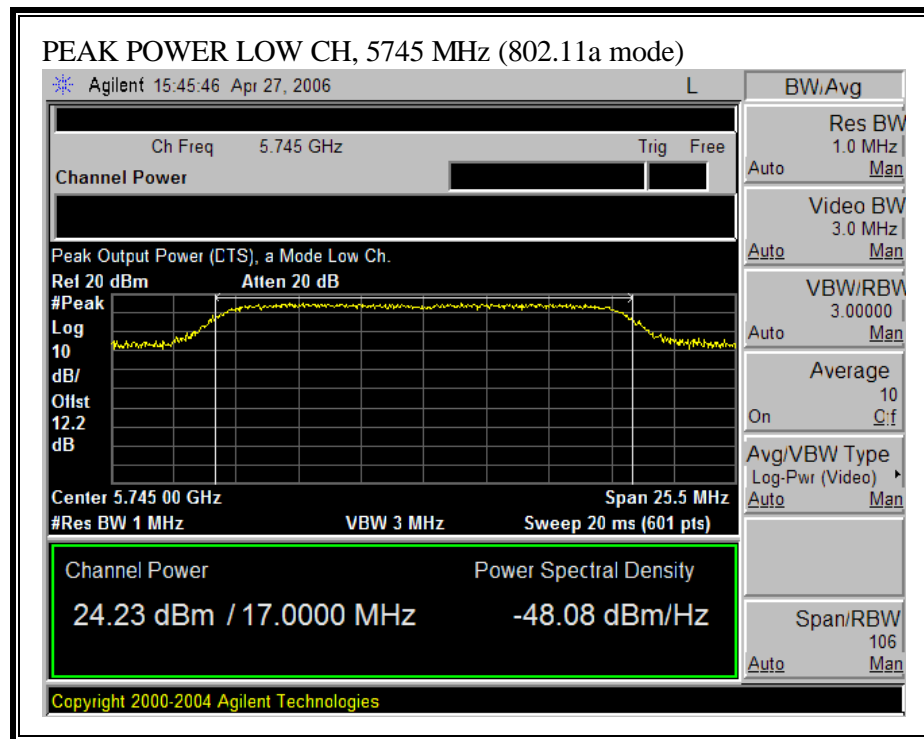 PEAK POWER LOW CH, 5745 MHz (802.11a mode)
Agilent 15:45:46 Apr 27, 2006 L
BW/Avg
Ch Freq 5.745 GHz Trig Free
Channel Power
Peak Output Power (DTS), a Mode Low Ch.
Ref 20 dBm Atten 20 dB
#Peak
Log
10
dB/
Offst
12.2
dB
Center 5.745 00 GHz Span 25.5 MHz
#Res BW 1 MHz VBW 3 MHz Sweep 20 ms (601 pts)
Channel Power Power Spectral Density
24.23 dBm / 17.0000 MHz -48.08 dBm/Hz
Copyright 2000-2004 Agilent Technologies
Res BW
1.0 MHz
Auto Man
Video BW
3.0 MHz
Auto Man
VBW/RBW
3.00000
Auto Man
Average
10
On Off
Avg/VBW Type
Log-Pwr (Video)
Auto Man
Span/RBW
106
Auto Man